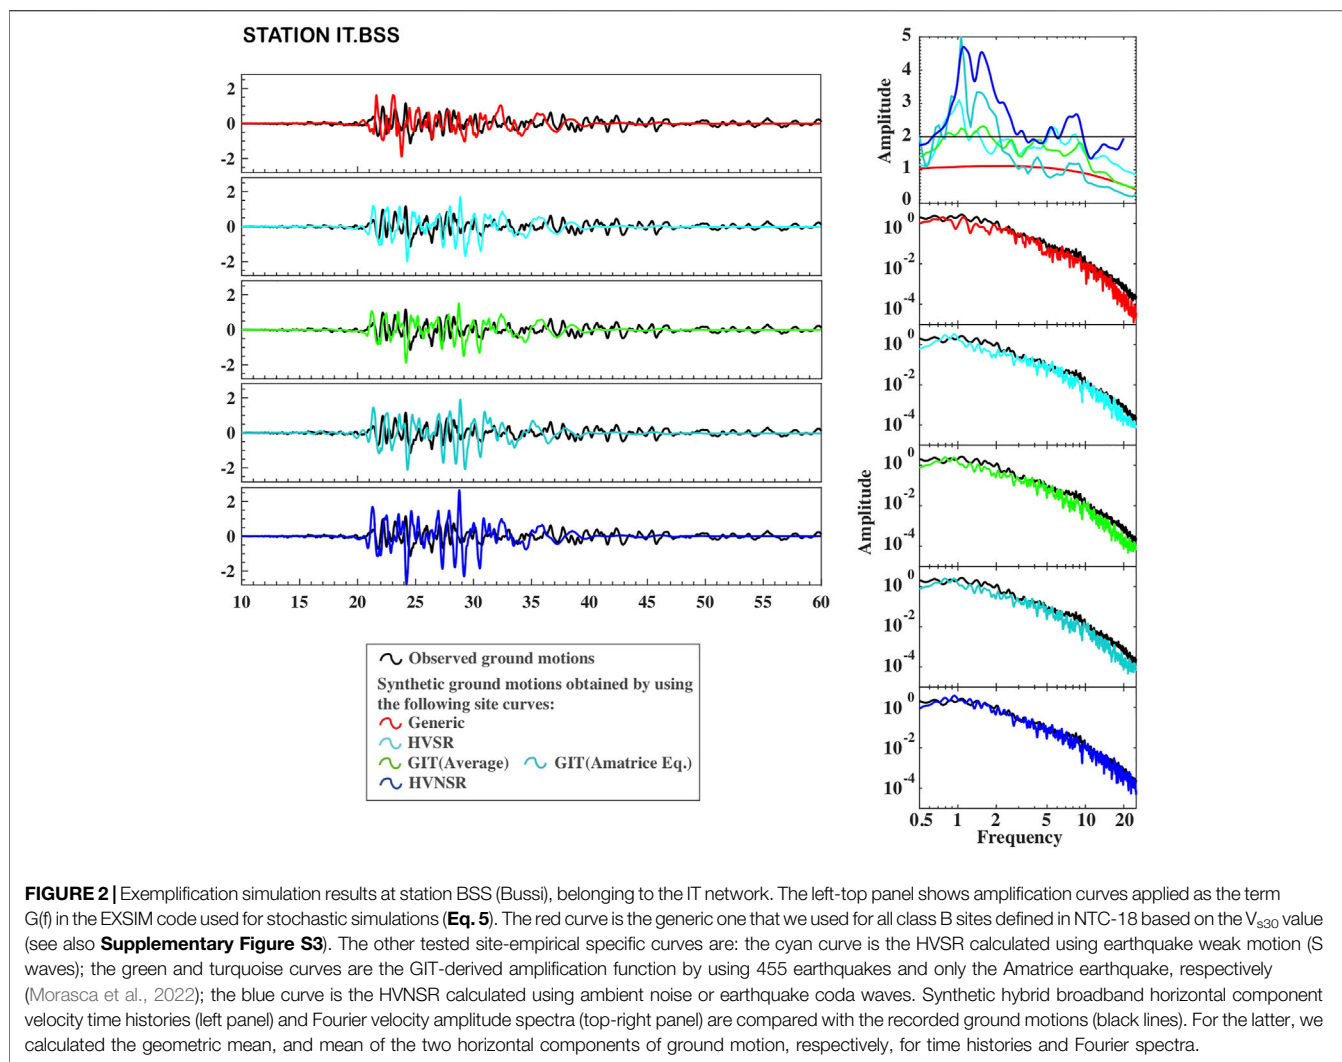 STATION IT.BSS
2
0
-2
2
0
-2
2
0
-2
2
0
-2
2
0
-2
10 15 20 25 30 35 40 45 50 55 60
Observed ground motions
Synthetic ground motions obtained by using
the following site curves:
Generic
HVSR
GIT(Average) GIT(Amatrice Eq.)
HVNSR
Amplitude
5
4
3
2
1
0
Amplitude
10^0
10^-2
10^-4
10^0
10^-2
10^-4
10^0
10^-2
10^-4
10^0
10^-2
10^-4
10^0
10^-2
10^-4
0.5 1 2 5 10 20
Frequency
FIGURE 2 | Exemplification simulation results at station BSS (Bussi), belonging to the IT network. The left-top panel shows amplification curves applied as the term
G(f) in the EXSIM code used for stochastic simulations (Eq. 5). The red curve is the generic one that we used for all class B sites defined in NTC-18 based on the Vs30 value
(see also Supplementary Figure S3). The other tested site-empirical specific curves are: the cyan curve is the HVSR calculated using earthquake weak motion (S
waves); the green and turquoise curves are the GIT-derived amplification function by using 455 earthquakes and only the Amatrice earthquake, respectively
(Morasca et al., 2022); the blue curve is the HVNSR calculated using ambient noise or earthquake coda waves. Synthetic hybrid broadband horizontal component
velocity time histories (left panel) and Fourier velocity amplitude spectra (top-right panel) are compared with the recorded ground motions (black lines). For the latter, we
calculated the geometric mean, and mean of the two horizontal components of ground motion, respectively, for time histories and Fourier spectra.